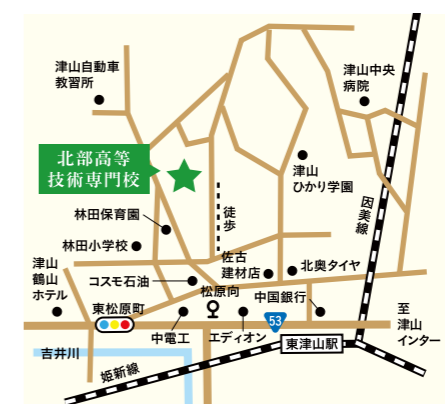 津山自動車
教習所
津山中央
病院
北部高等
技術専門校
津山
ひかり学園
因美線
徒歩
林田保育園
林田小学校
佐古
建材店
北奥タイヤ
津山
鶴山
ホテル
コスモ石油
松原向
中国銀行
東松原町
53
至
津山
インター
中電工
エディオン
東津山駅
吉井川
姫新線